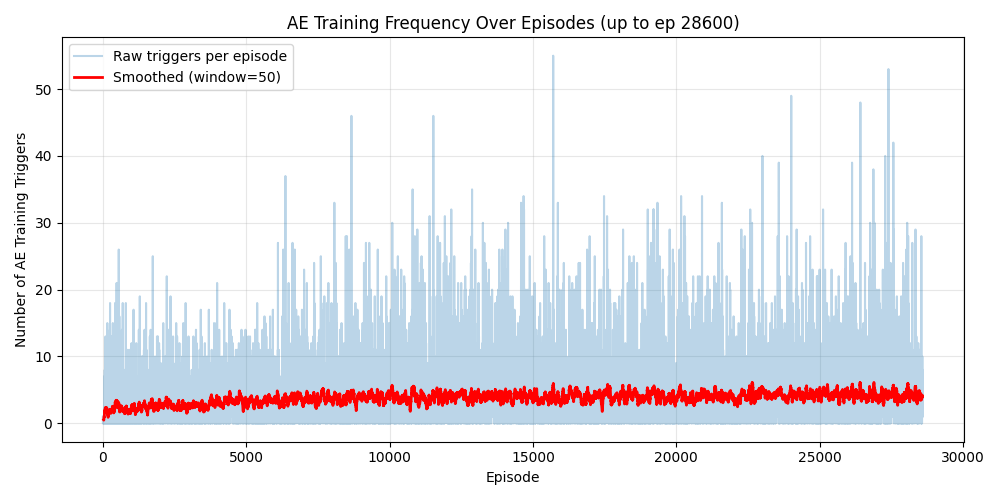 AE Training Frequency Over Episodes (up to ep 28600)
Raw triggers per episode
Smoothed (window=50)
Number of AE Training Triggers
50
40
30
20
10
0
0
5000
10000
15000
20000
25000
30000
Episode